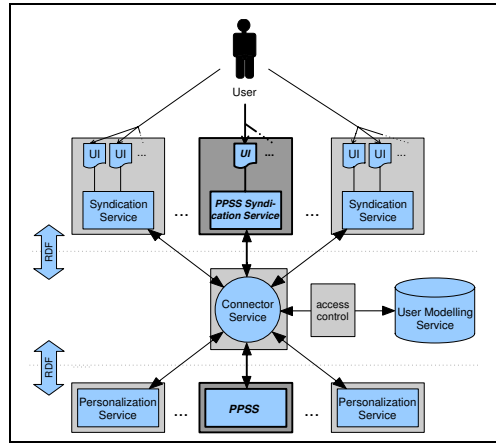 User
UI UI ... UI ... UI UI ...
Syndication
Service
...
PPSS Syndi-
cation Service
...
Syndication
Service
RDF
Connector
Service
access
control
User Modelling
Service
RDF
Personalization
Service
...
PPSS
...
Personalization
Service